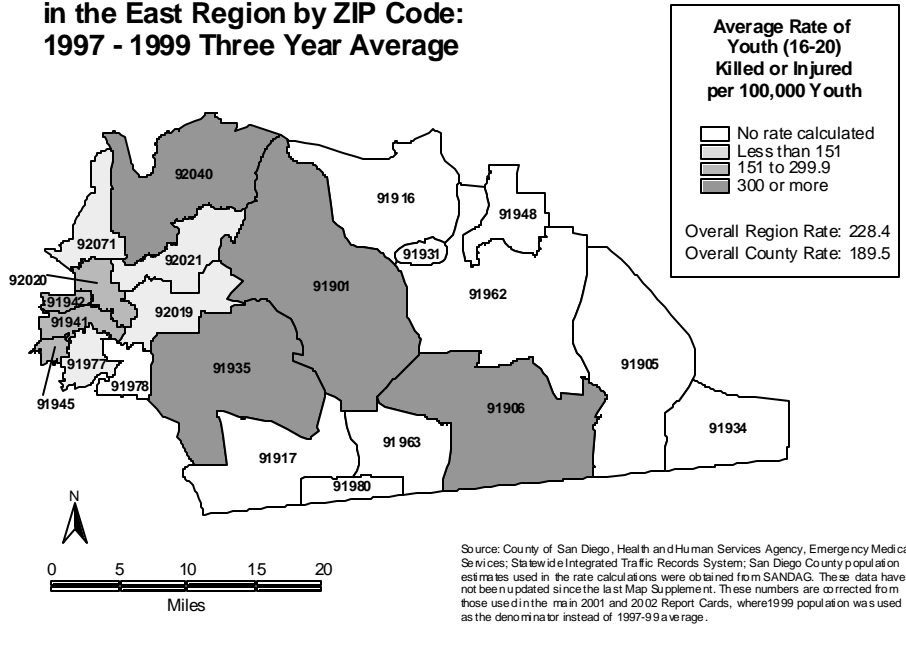 in the East Region by ZIP Code:
1997 - 1999 Three Year Average
Average Rate of
Youth (16-20)
Killed or Injured
per 100,000 Youth
No rate calculated
Less than 151
151 to 299.9
300 or more
Overall Region Rate: 228.4
Overall County Rate: 189.5
92040
91916
91948
92071
92021
91931
92020
91901
91962
91942
92019
91941
91977
91935
91905
91978
91945
91906
91934
91963
91917
91980
N
0 5 10 15 20
Miles
Source: County of San Diego, Health and Human Services Agency, Emergency Medica
Services; Statewide Integrated Traffic Records System; San Diego County population
estimates used in the rate calculations were obtained from SANDAG. These data have
not been updated since the last Map Supplement. These numbers are corrected from
those used in the main 2001 and 2002 Report Cards, where 1999 population was used
as the denominator instead of 1997-99 average.